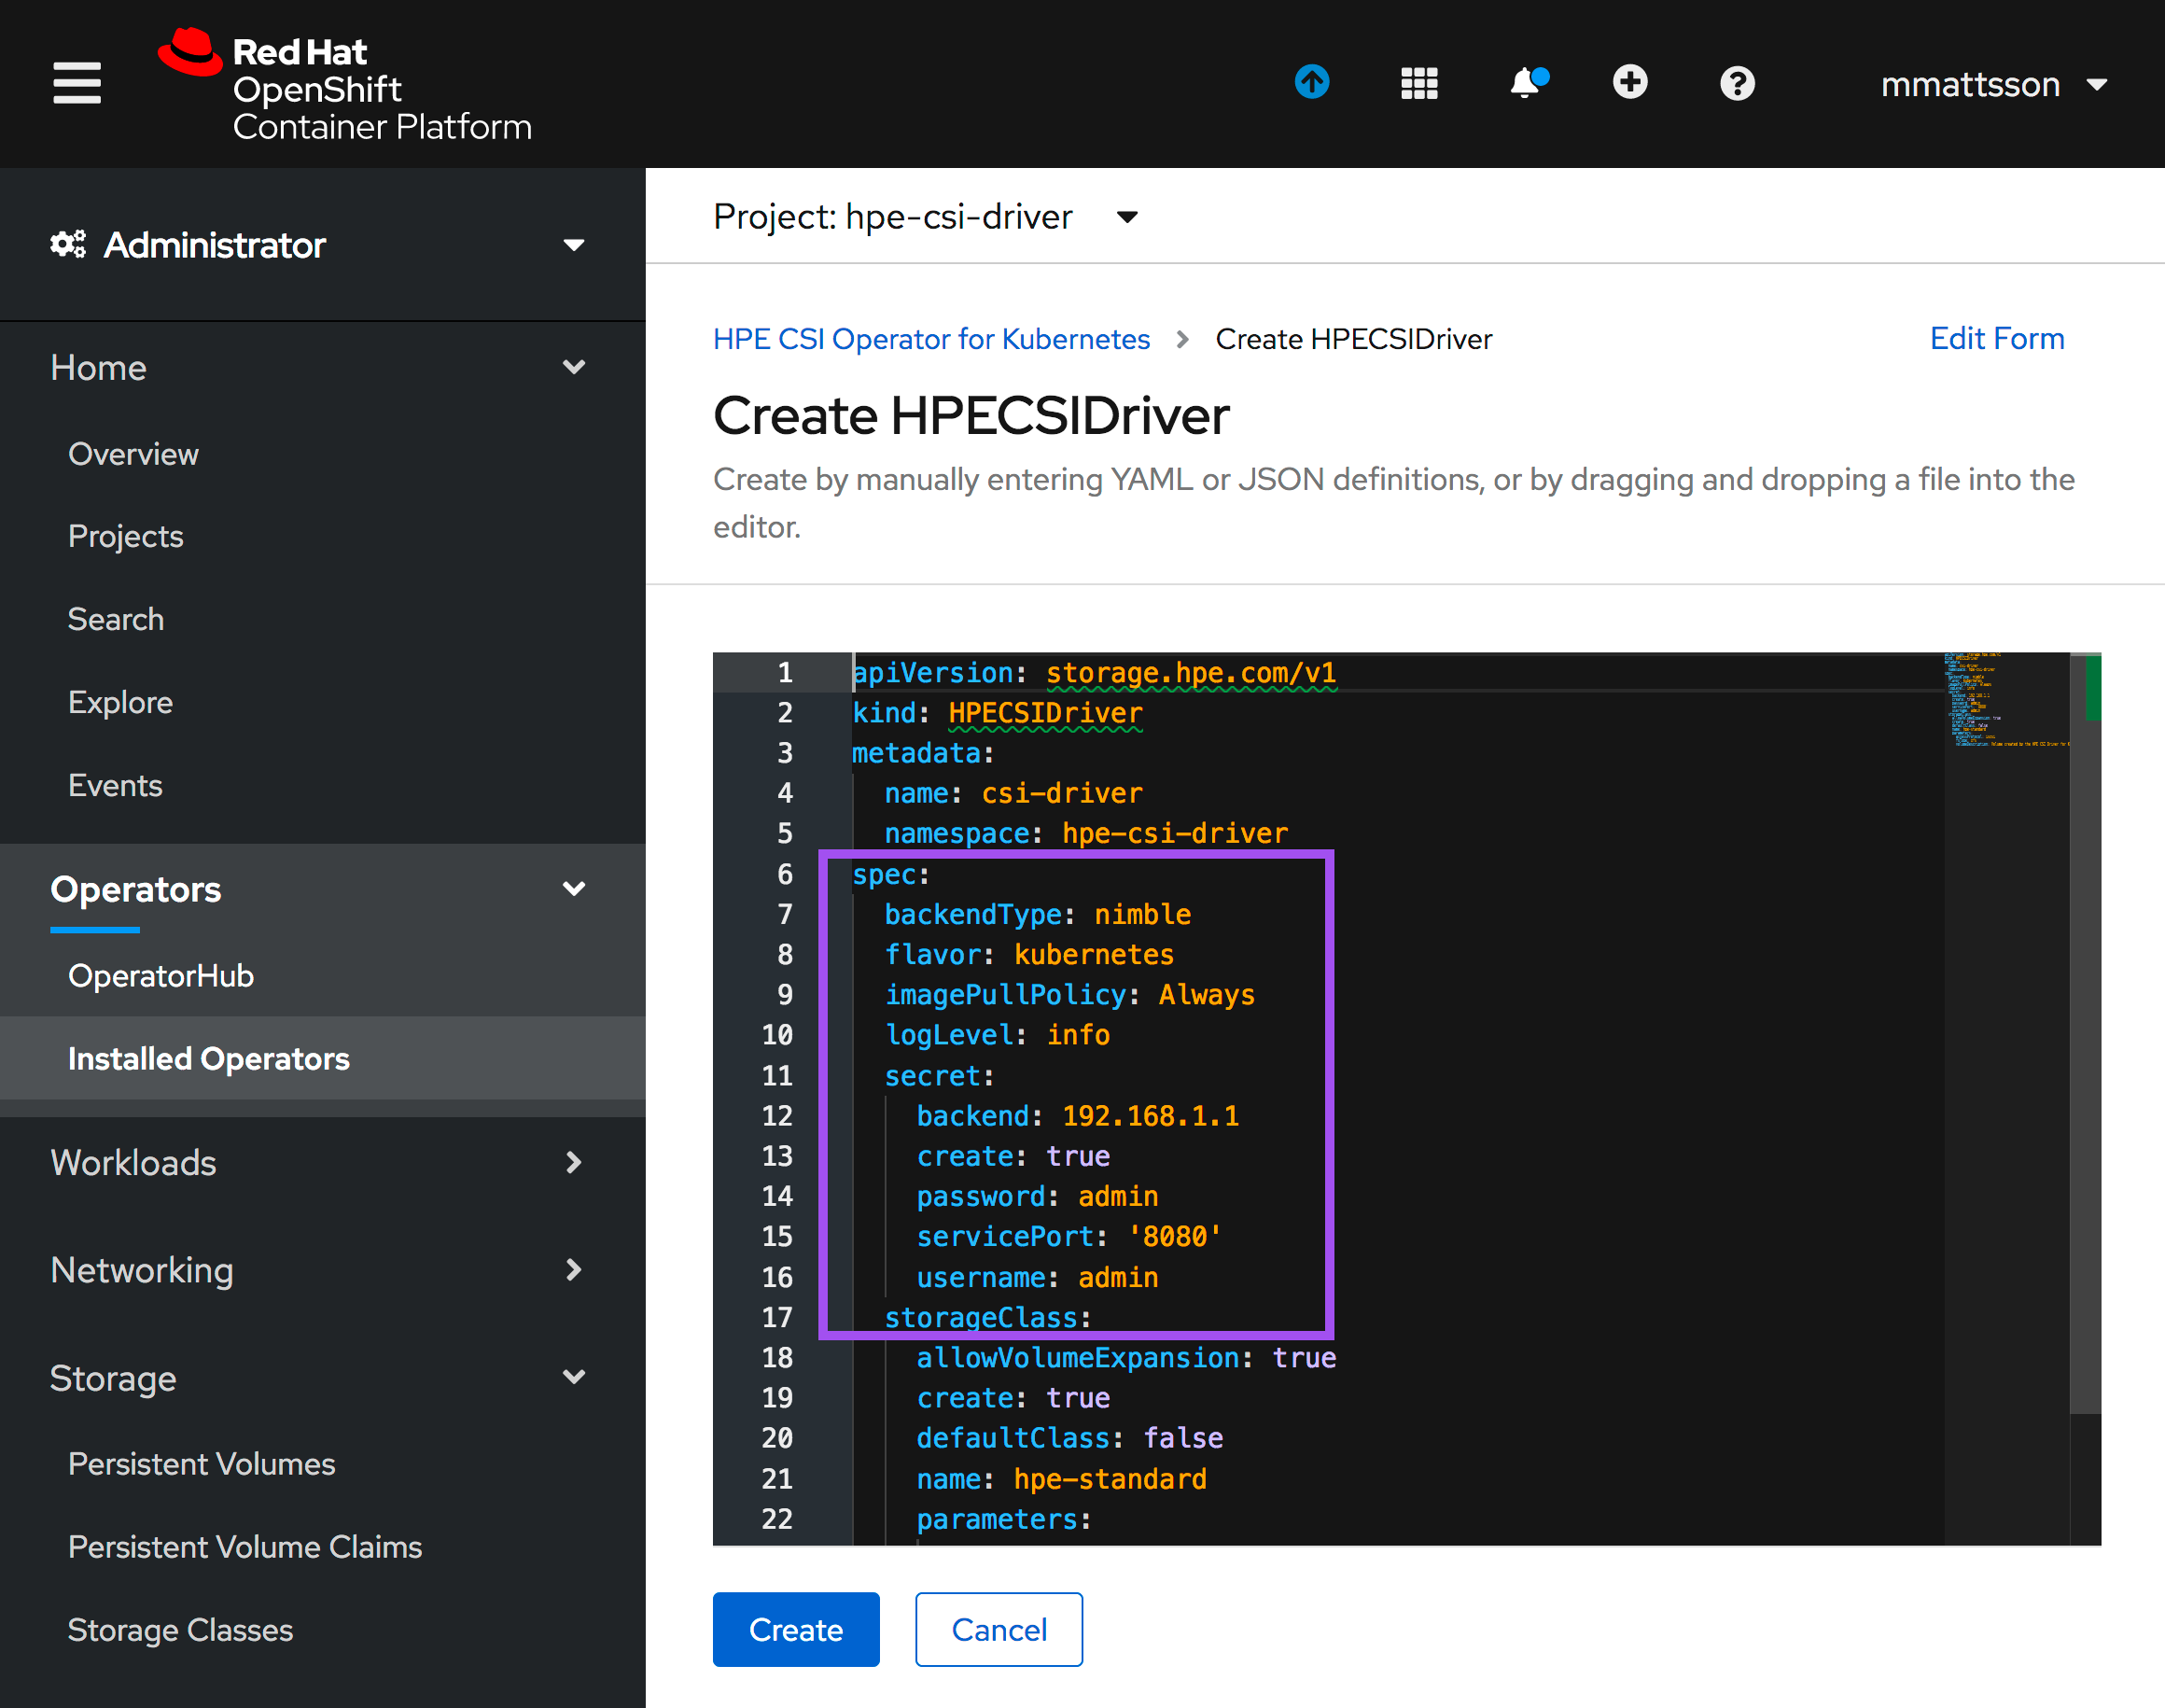 Red Hat
OpenShift
Container Platform
mmattsson
Administrator
Home
Overview
Projects
Search
Explore
Events
Operators
OperatorHub
Installed Operators
Workloads
Networking
Storage
Persistent Volumes
Persistent Volume Claims
Storage Classes
Project: hpe-csi-driver
HPE CSI Operator for Kubernetes > Create HPECSIDriver
Edit Form
Create HPECSIDriver
Create by manually entering YAML or JSON definitions, or by dragging and dropping a file into the
editor.
1 apiVersion: storage.hpe.com/v1
2 kind: HPECSIDriver
3 metadata:
4   name: csi-driver
5   namespace: hpe-csi-driver
6 spec:
7   backendType: nimble
8   flavor: kubernetes
9   imagePullPolicy: Always
10   logLevel: info
11   secret:
12     backend: 192.168.1.1
13     create: true
14     password: admin
15     servicePort: '8080'
16     username: admin
17   storageClass:
18     allowVolumeExpansion: true
19     create: true
20     defaultClass: false
21     name: hpe-standard
22     parameters:
Create
Cancel